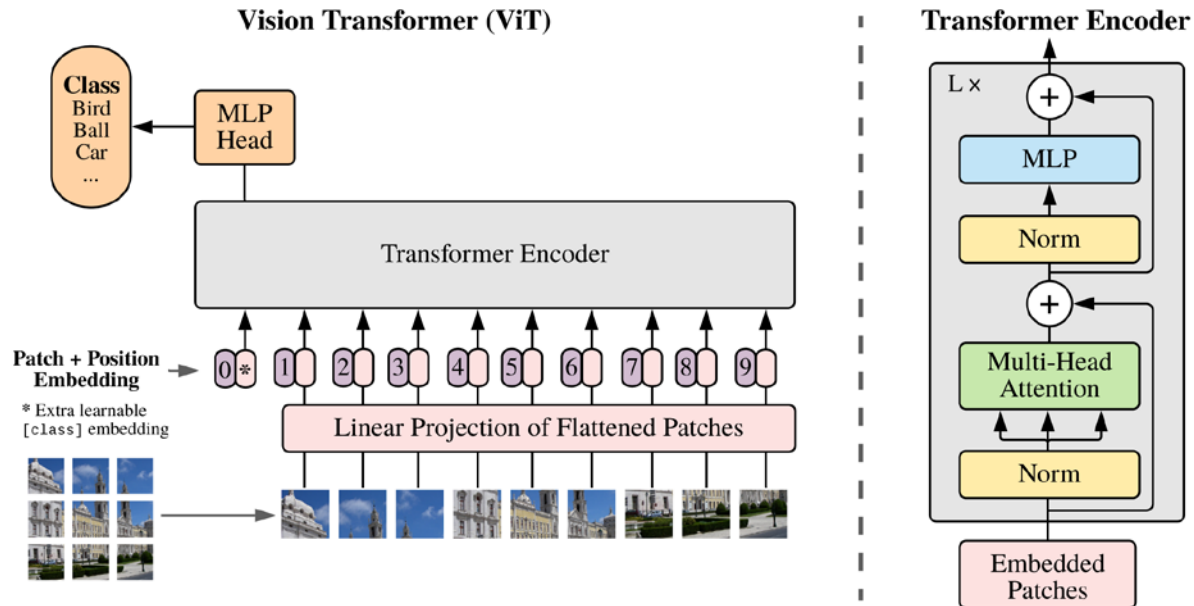 Vision Transformer (ViT)
Class
Bird
Ball
Car
...
MLP
Head
Transformer Encoder
Patch + Position
Embedding
0 * 1 2 3 4 5 6 7 8 9
* Extra learnable
[class] embedding
Linear Projection of Flattened Patches
Transformer Encoder
L ×
+
MLP
Norm
+
Multi-Head
Attention
Norm
Embedded
Patches